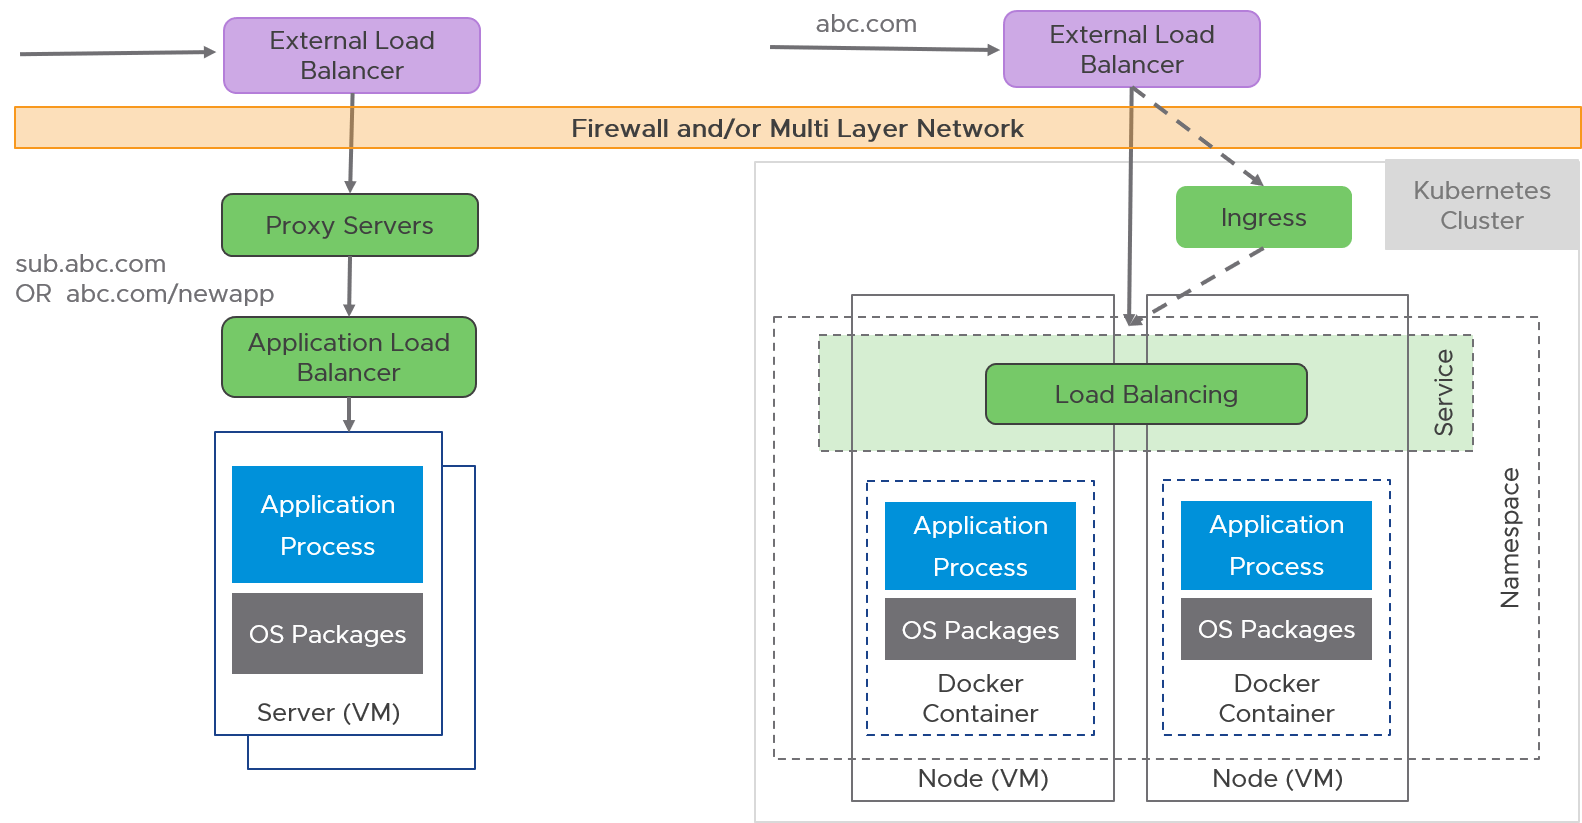 External Load
Balancer
abc.com
External Load
Balancer
Firewall and/or Multi Layer Network
Proxy Servers
sub.abc.com
OR  abc.com/newapp
Application Load
Balancer
Application
Process
OS Packages
Server (VM)
Kubernetes
Cluster
Ingress
Load Balancing
Service
Namespace
Application
Process
OS Packages
Docker
Container
Node (VM)
Application
Process
OS Packages
Docker
Container
Node (VM)